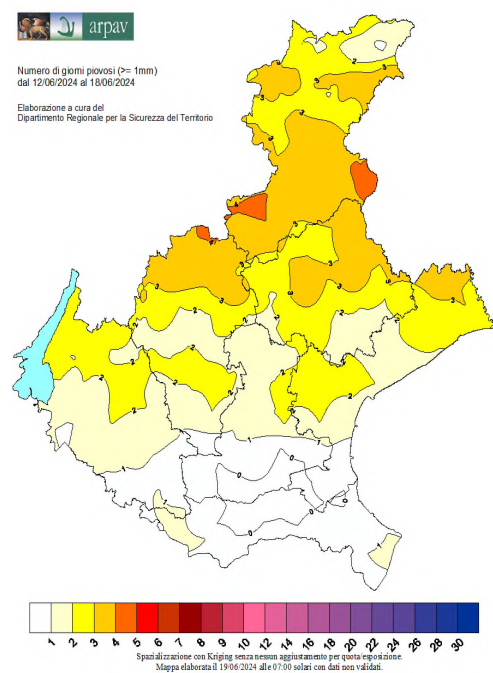 arpav
Numero di giorni piovosi (>= 1mm)
dal 12/06/2024 al 18/06/2024
Elaborazione a cura del
Dipartimento Regionale per la Sicurezza del Territorio
1 2 3 4 5 6 7 8 9 10 12 14 16 18 20 22 24 26 28 30
Spazializzazione con Kriging senza nessun aggiustamento per quota/esposizione.
Mappa elaborata il 19/06/2024 alle 07:00 solari con dati non validati.